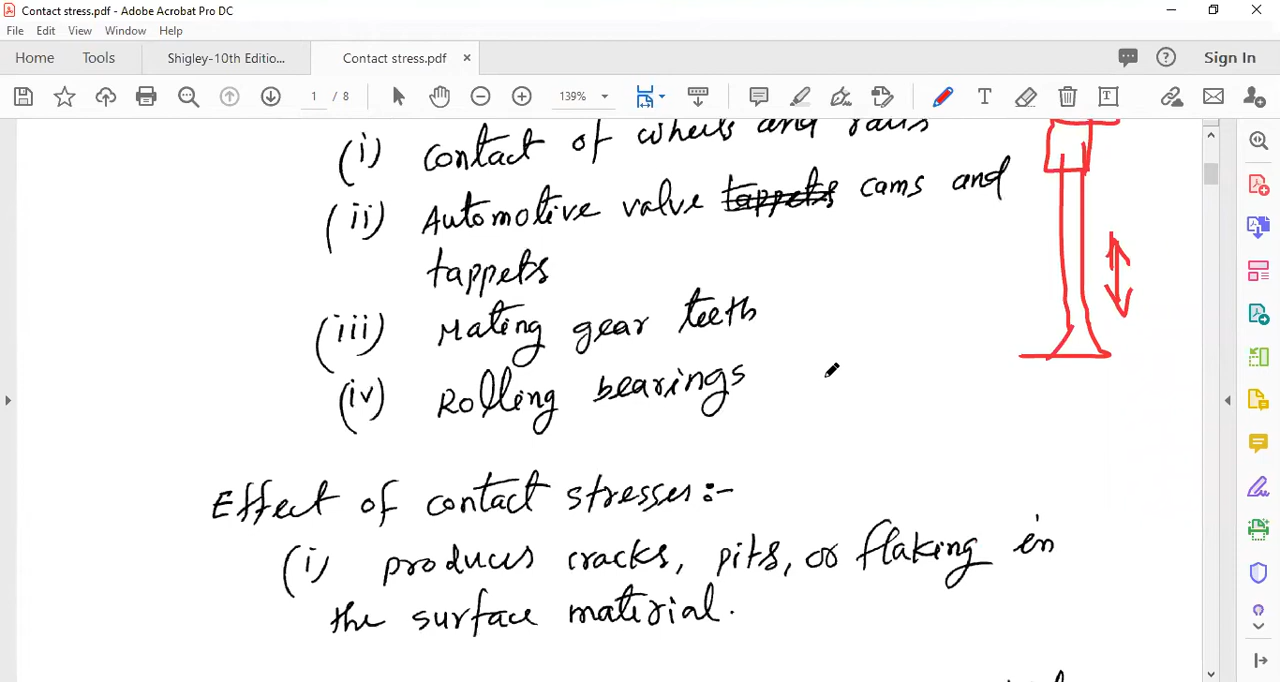 Contact stress.pdf - Adobe Acrobat Pro DC
File Edit View Window Help
Home Tools Shigley-10th Editio... Contact stress.pdf × Sign In
1 / 8 139%
(i) contact of wheels and rails
(ii) Automotive valve tappets cams and
tappets
(iii) Mating gear teeth
(iv) Rolling bearings
Effect of contact stresses:-
(i) produces cracks, pits, or flaking in
the surface material.